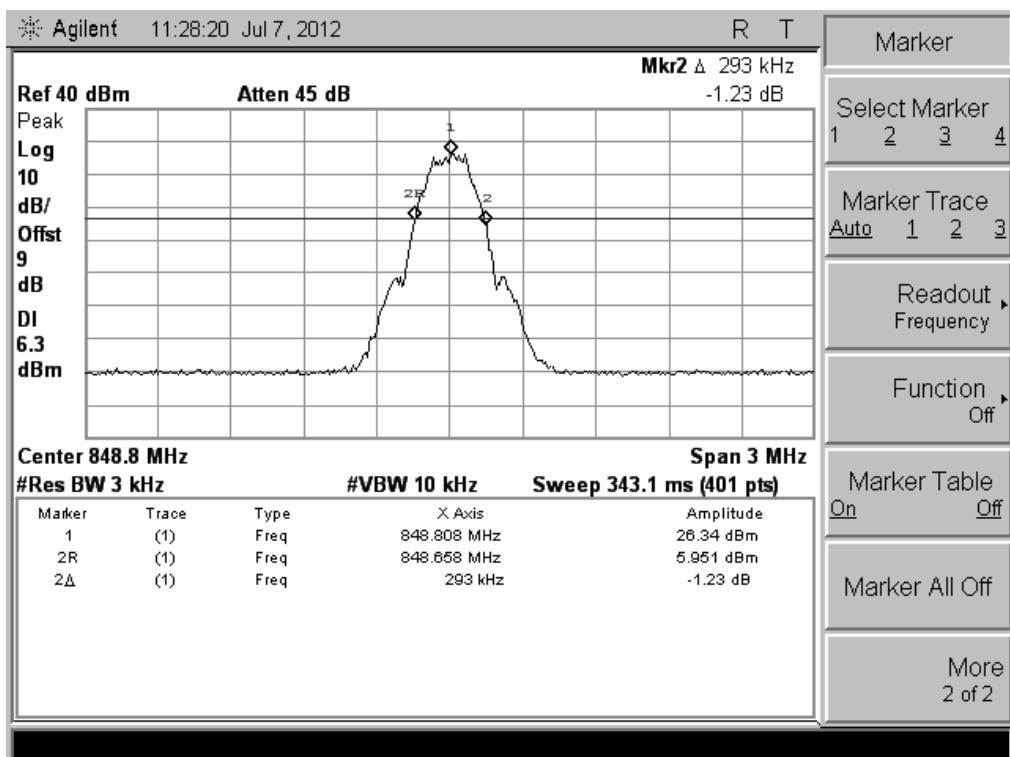 Agilent 11:28:20 Jul 7, 2012 R T
Mkr2 Δ 293 kHz
Ref 40 dBm Atten 45 dB -1.23 dB
Peak
Log
10
dB/
Offst
9
dB
DI
6.3
dBm
1
2R
2
Center 848.8 MHz Span 3 MHz
#Res BW 3 kHz #VBW 10 kHz Sweep 343.1 ms (401 pts)
Marker Trace Type X Axis Amplitude
1 (1) Freq 848.808 MHz 26.34 dBm
2R (1) Freq 848.658 MHz 5.951 dBm
2Δ (1) Freq 293 kHz -1.23 dB
Marker
Select Marker
1 2 3 4
Marker Trace
Auto 1 2 3
Readout
Frequency
Function
Off
Marker Table
On Off
Marker All Off
More
2 of 2